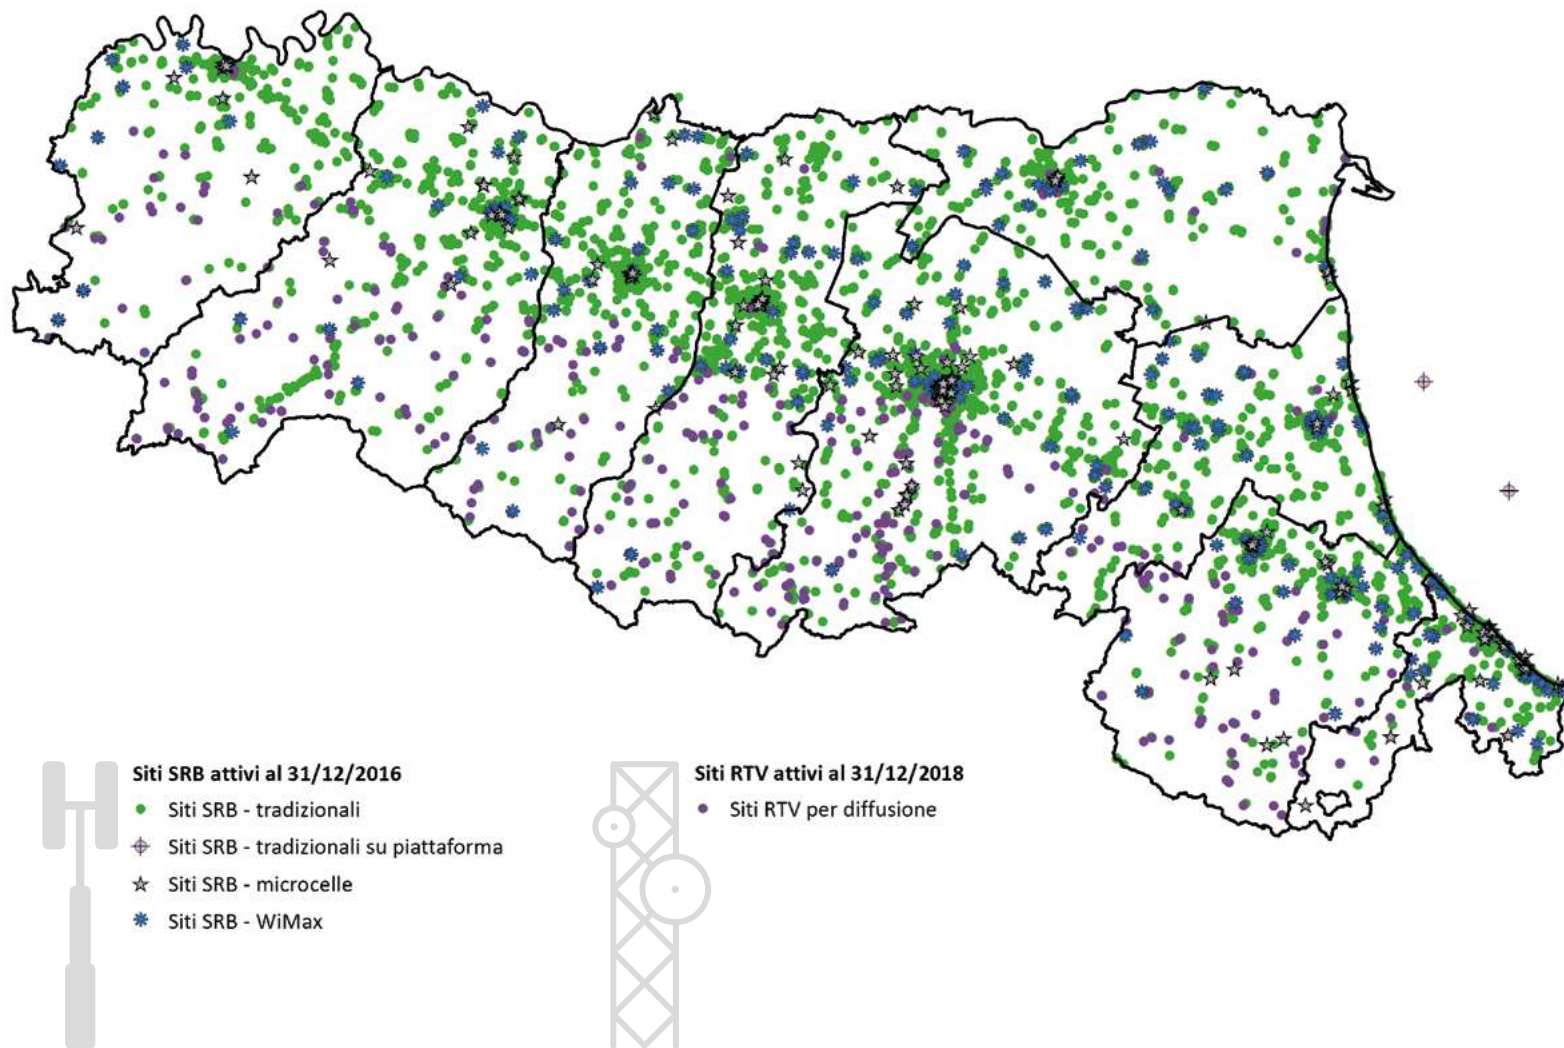 Siti SRB attivi al 31/12/2016
Siti SRB - tradizionali
Siti SRB - tradizionali su piattaforma
Siti SRB - microcelle
Siti SRB - WiMax
Siti RTV attivi al 31/12/2018
Siti RTV per diffusione